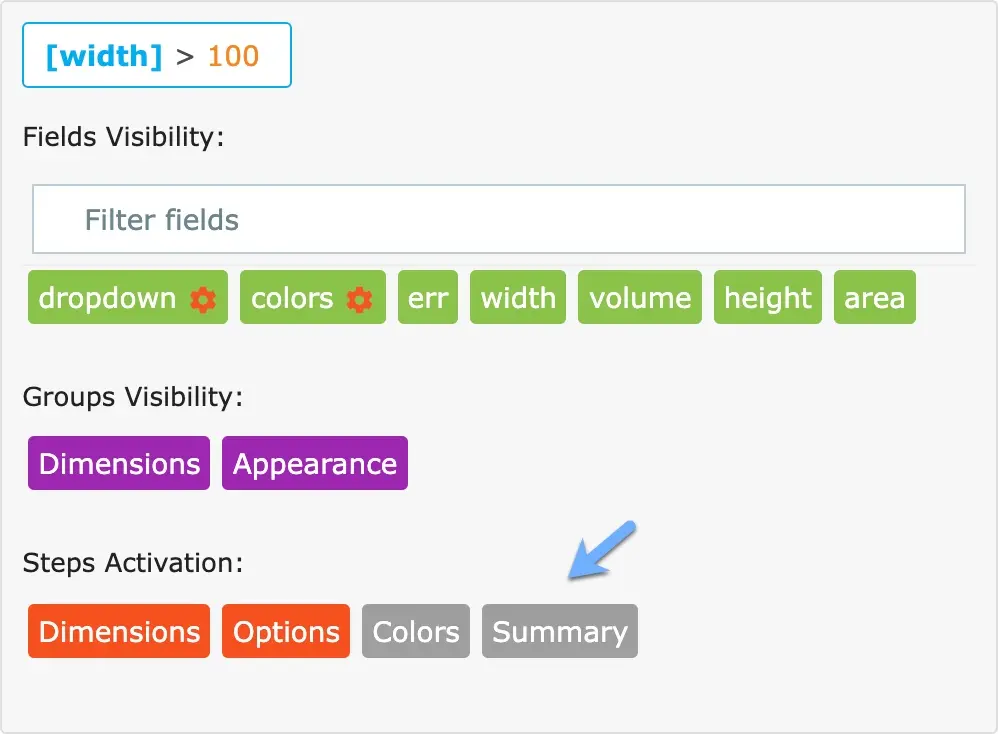 [width] > 100
Fields Visibility:
Filter fields
dropdown colors err width volume height area
Groups Visibility:
Dimensions Appearance
Steps Activation:
Dimensions Options Colors Summary